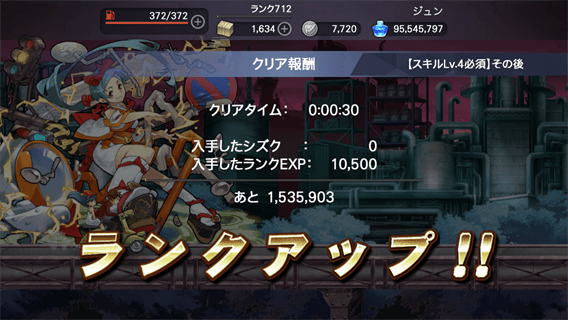 372/372
ランク712
1,634
7,720
ジュン
95,545,797
クリア報酬
【スキルLv.4必須】その後
クリアタイム： 0:00:30
入手したシズク ： 0
入手したランクEXP： 10,500
あと 1,535,903
ランクアップ!!